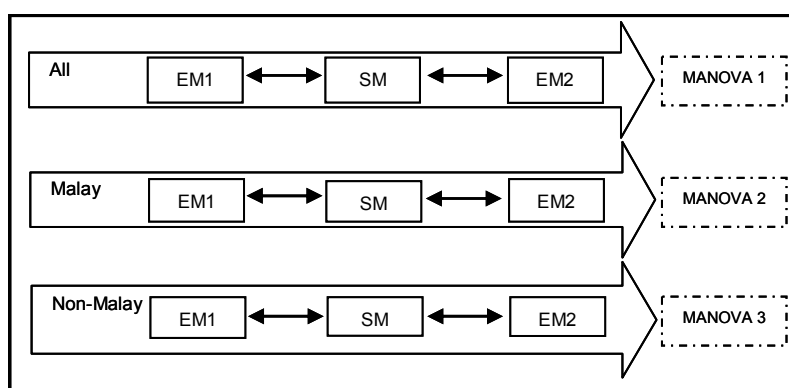 All
EM1
SM
EM2
MANOVA 1
Malay
EM1
SM
EM2
MANOVA 2
Non-Malay
EM1
SM
EM2
MANOVA 3